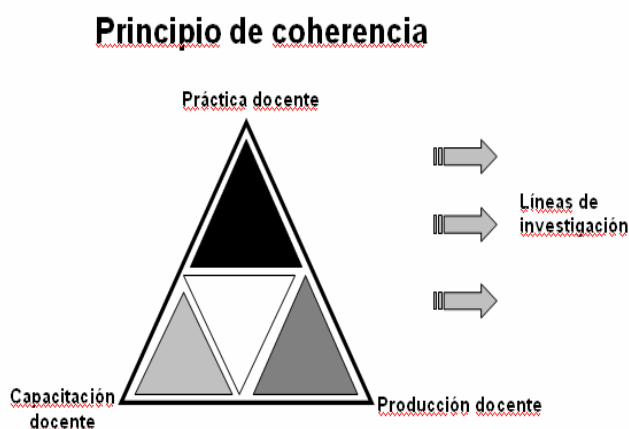 Principio de coherencia
Práctica docente
Líneas de
investigación
Capacitación
docente
Producción docente